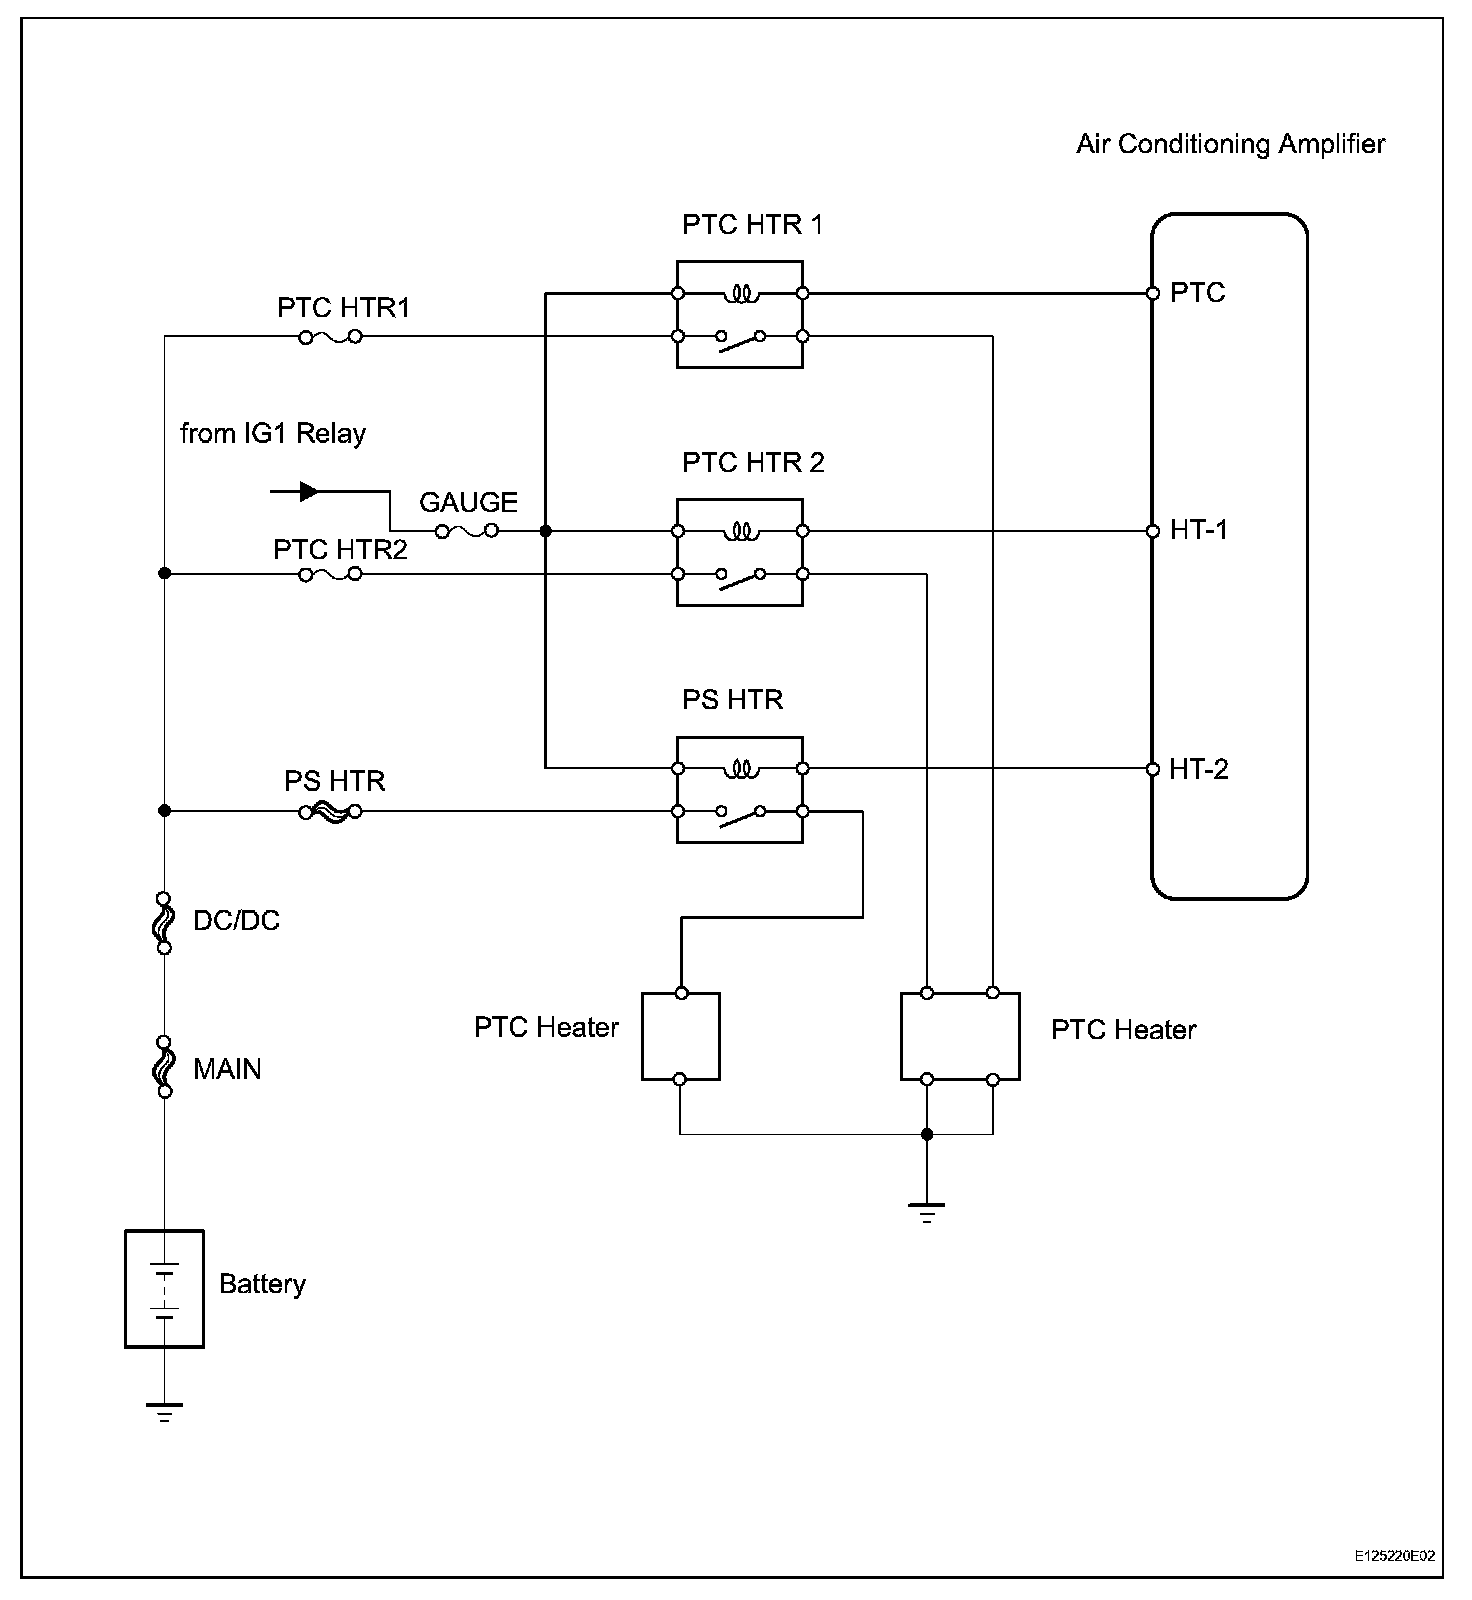 Air Conditioning Amplifier
PTC HTR 1
PTC HTR1
PTC
from IG1 Relay
PTC HTR 2
GAUGE
HT-1
PTC HTR2
PS HTR
PS HTR
HT-2
DC/DC
PTC Heater
PTC Heater
MAIN
Battery
E125220E02